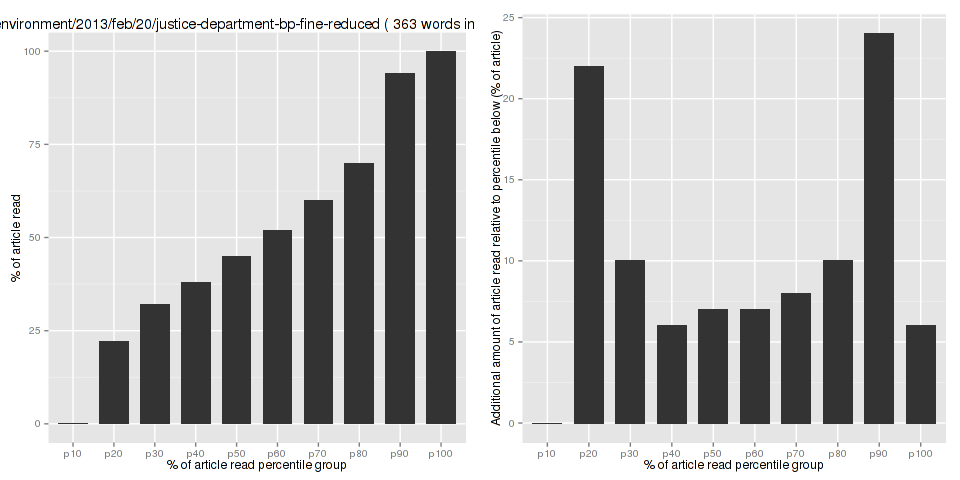 environment/2013/feb/20/justice-department-bp-fine-reduced ( 363 words in
% of article read
100
75
50
25
0
p10 p20 p30 p40 p50 p60 p70 p80 p90 p100
% of article read percentile group
Additional amount of article read relative to percentile below (% of article)
25
20
15
10
5
0
p10 p20 p30 p40 p50 p60 p70 p80 p90 p100
% of article read percentile group